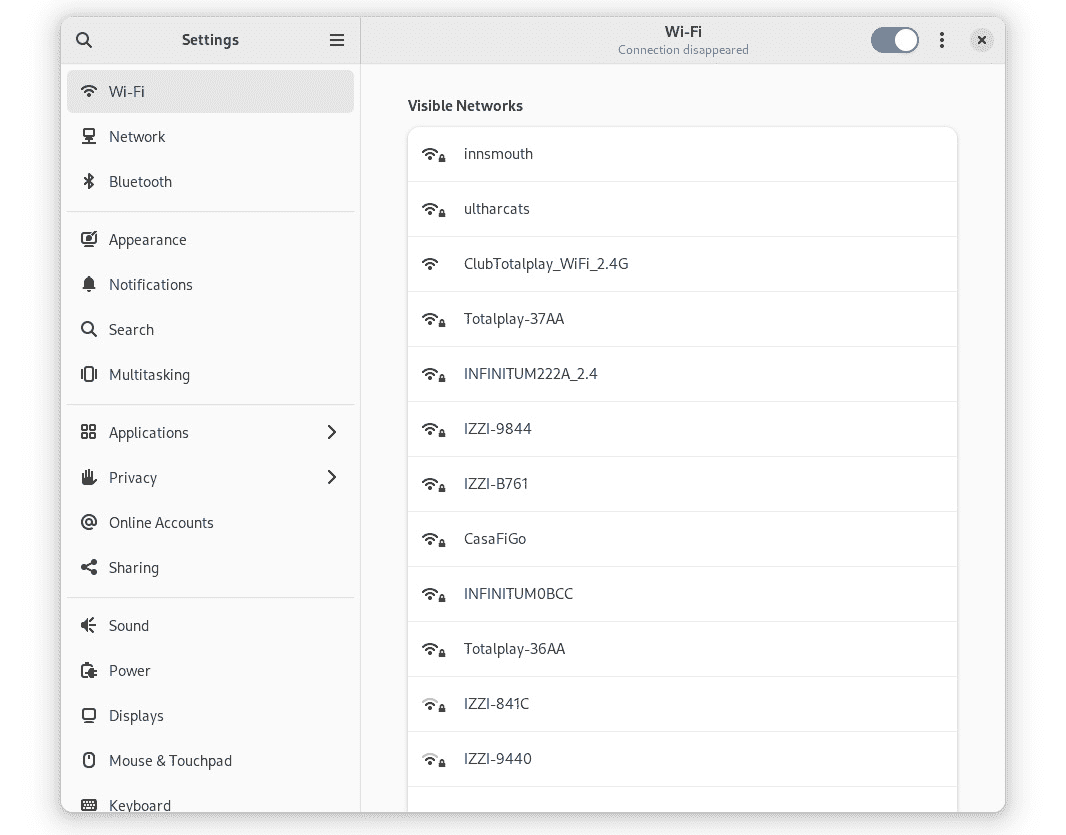 Settings
Wi-Fi
Connection disappeared
Wi-Fi
Network
Bluetooth
Appearance
Notifications
Search
Multitasking
Applications
Privacy
Online Accounts
Sharing
Sound
Power
Displays
Mouse & Touchpad
Keyboard
Visible Networks
innsmouth
ultharcats
ClubTotalplay_WiFi_2.4G
Totalplay-37AA
INFINITUM222A_2.4
IZZI-9844
IZZI-B761
CasaFiGo
INFINITUM0BCC
Totalplay-36AA
IZZI-841C
IZZI-9440